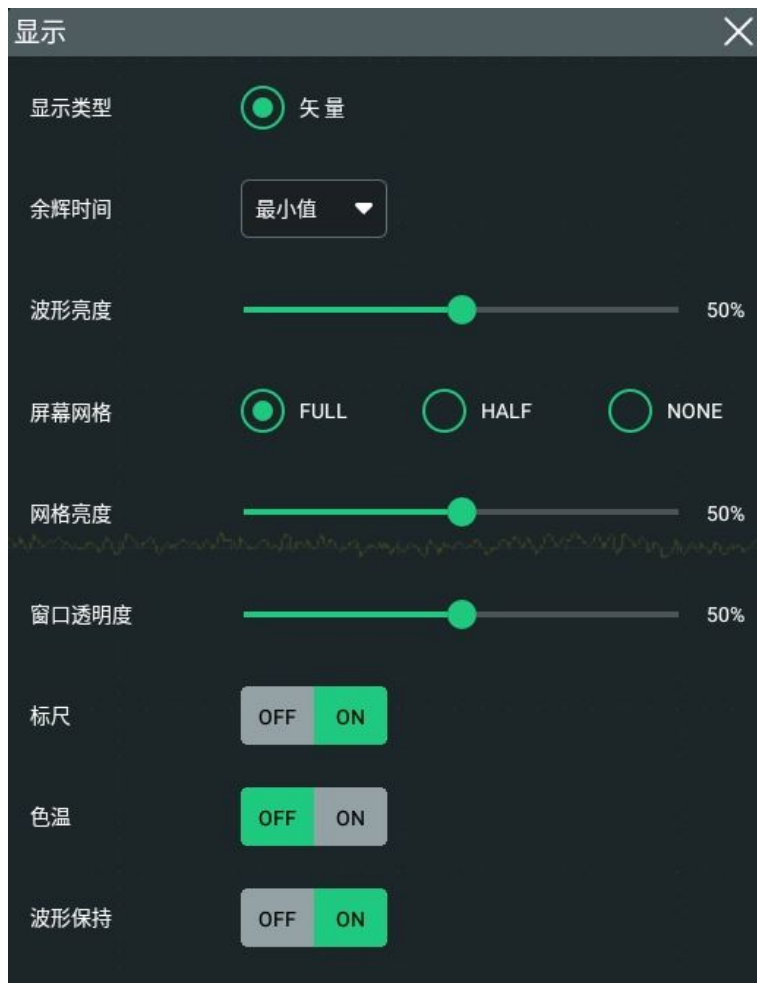 显示
显示类型 矢量
余辉时间 最小值
波形亮度 50%
屏幕网格 FULL HALF NONE
网格亮度 50%
窗口透明度 50%
标尺 OFF ON
色温 OFF ON
波形保持 OFF ON